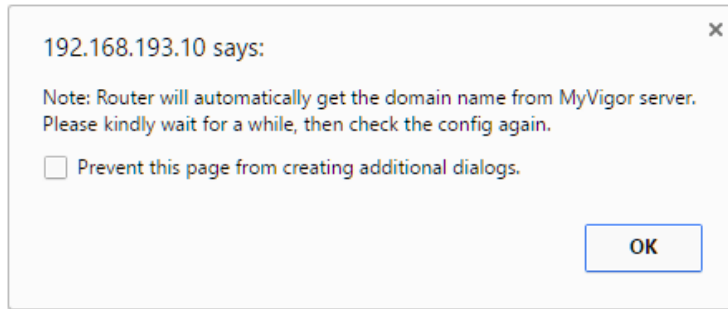 192.168.193.10 says:
Note: Router will automatically get the domain name from MyVigor server.
Please kindly wait for a while, then check the config again.
Prevent this page from creating additional dialogs.
OK